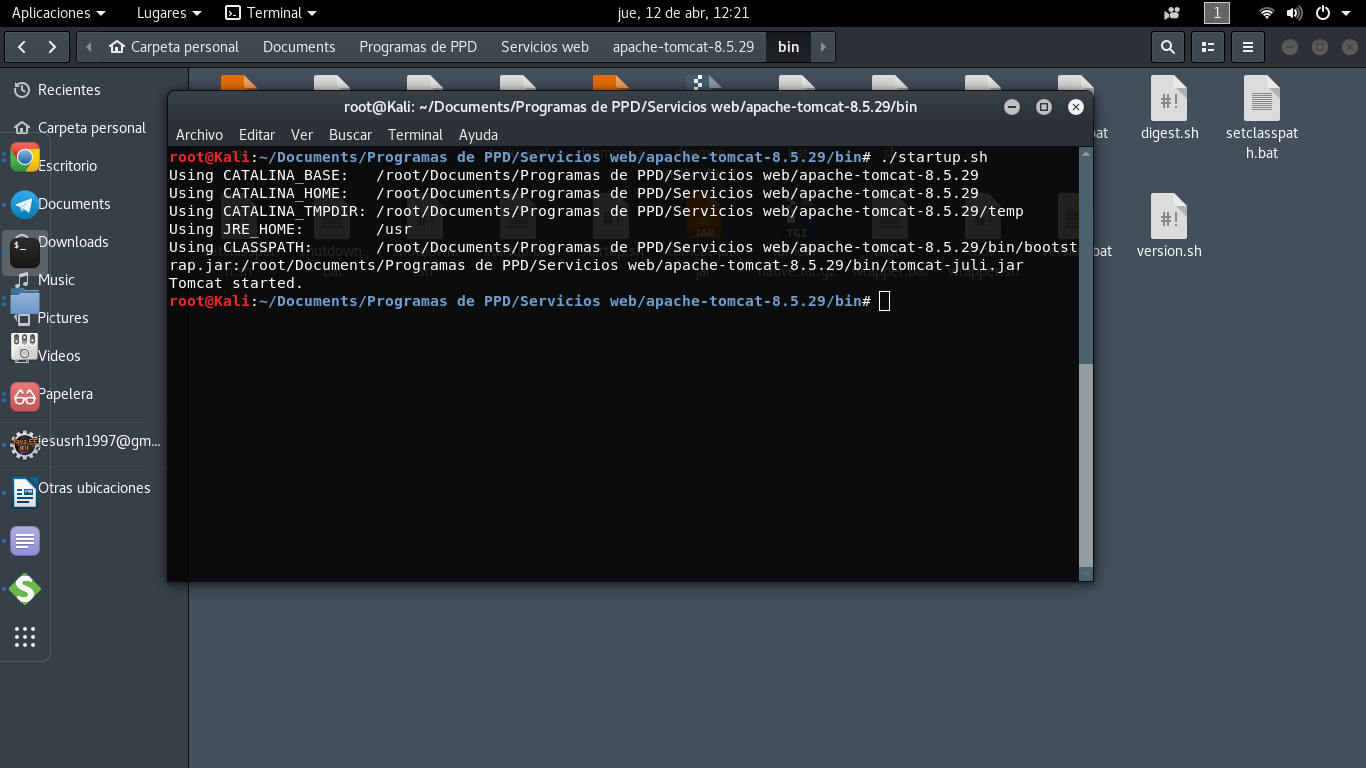 Aplicaciones Lugares Terminal jue, 12 de abr, 12:21 1
Carpeta personal Documents Programas de PPD Servicios web apache-tomcat-8.5.29 bin
Recientes
Carpeta personal
Escritorio
Documents
Downloads
Music
Pictures
Videos
Papelera
jesusrh1997@gm...
Otras ubicaciones
root@Kali: ~/Documents/Programas de PPD/Servicios web/apache-tomcat-8.5.29/bin
Archivo Editar Ver Buscar Terminal Ayuda
root@Kali:~/Documents/Programas de PPD/Servicios web/apache-tomcat-8.5.29/bin# ./startup.sh
Using CATALINA_BASE: /root/Documents/Programas de PPD/Servicios web/apache-tomcat-8.5.29
Using CATALINA_HOME: /root/Documents/Programas de PPD/Servicios web/apache-tomcat-8.5.29
Using CATALINA_TMPDIR: /root/Documents/Programas de PPD/Servicios web/apache-tomcat-8.5.29/temp
Using JRE_HOME: /usr
Using CLASSPATH: /root/Documents/Programas de PPD/Servicios web/apache-tomcat-8.5.29/bin/bootst
rap.jar:/root/Documents/Programas de PPD/Servicios web/apache-tomcat-8.5.29/bin/tomcat-juli.jar
Tomcat started.
root@Kali:~/Documents/Programas de PPD/Servicios web/apache-tomcat-8.5.29/bin#
digest.sh
setclasspat
h.bat
version.sh